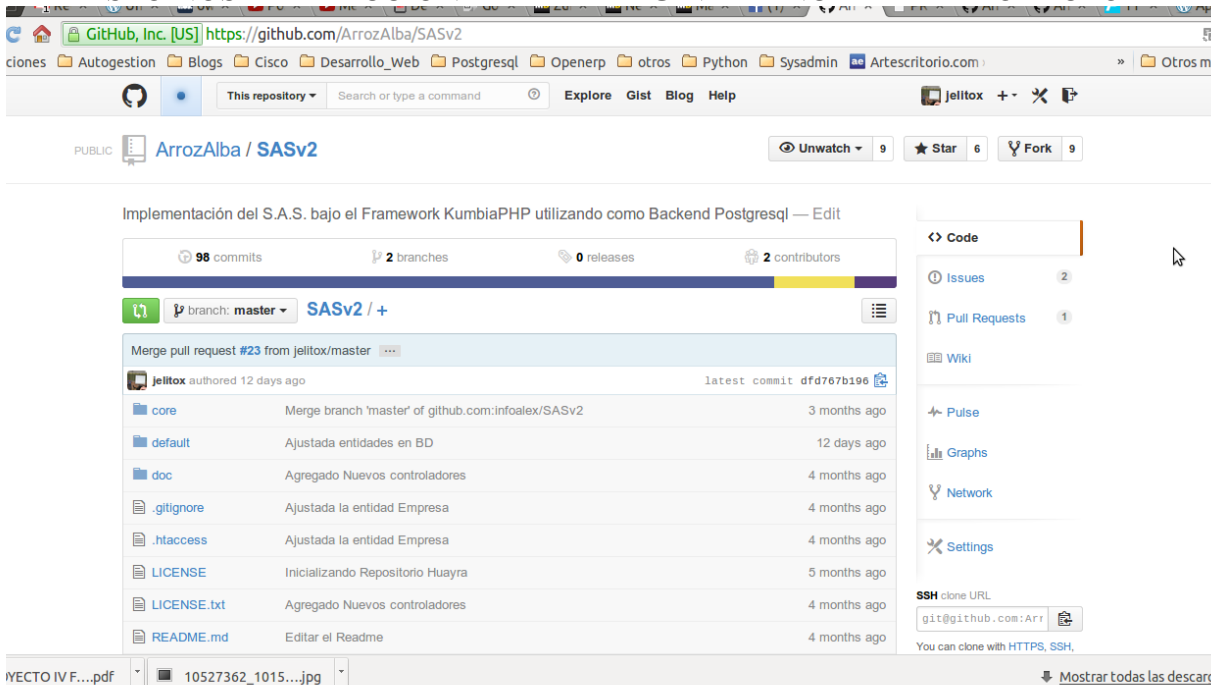 GitHub, Inc. [US] https://github.com/ArrozAlba/SASv2
ciones Autogestion Blogs Cisco Desarrollo_Web Postgresql Openerp otros Python Sysadmin ae Artescritorio.com » Otros m
This repository Search or type a command Explore Gist Blog Help jelitox
PUBLIC ArrozAlba / SASv2 Unwatch 9 Star 6 Fork 9
Implementación del S.A.S. bajo el Framework KumbiaPHP utilizando como Backend Postgresql — Edit
98 commits 2 branches 0 releases 2 contributors
branch: master SASv2 / +
Merge pull request #23 from jelitox/master ...
jelitox authored 12 days ago latest commit dfd767b196
core Merge branch 'master' of github.com:infoalex/SASv2 3 months ago
default Ajustada entidades en BD 12 days ago
doc Agregado Nuevos controladores 4 months ago
.gitignore Ajustada la entidad Empresa 4 months ago
.htaccess Ajustada la entidad Empresa 4 months ago
LICENSE Inicializando Repositorio Huayra 5 months ago
LICENSE.txt Agregado Nuevos controladores 4 months ago
README.md Editar el Readme 4 months ago
Code
Issues 2
Pull Requests 1
Wiki
Pulse
Graphs
Network
Settings
SSH clone URL
git@github.com:Arr
You can clone with HTTPS, SSH,
YECTO IV F....pdf 10527362_1015....jpg Mostrar todas las descarg